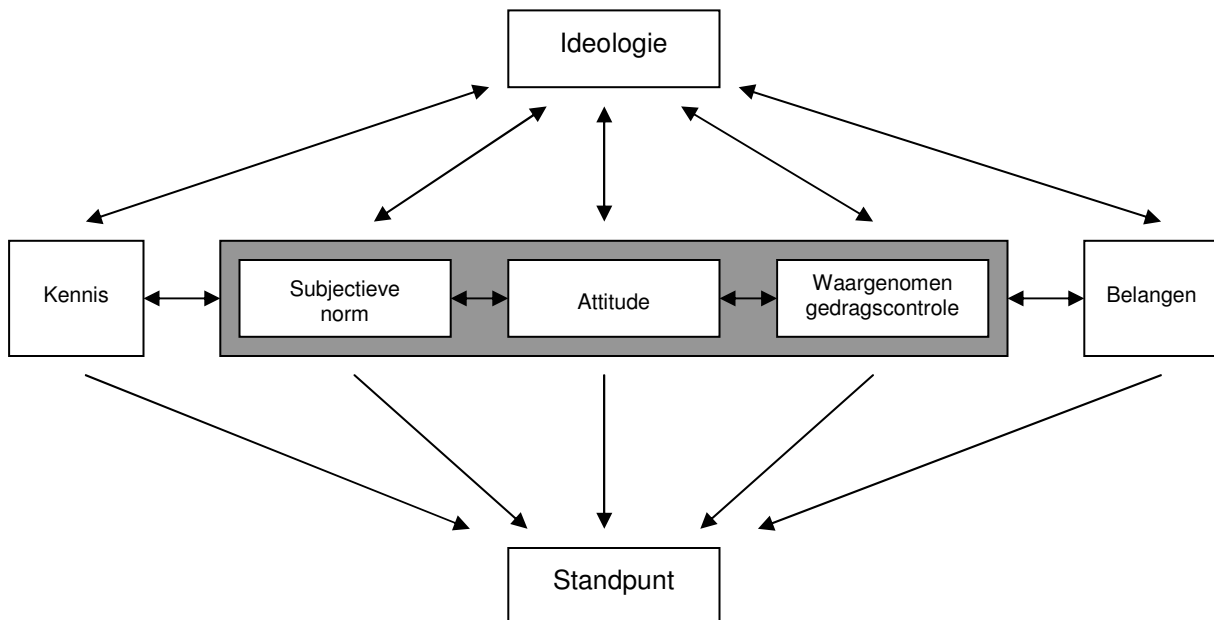 Ideologie
Kennis
Subjectieve
norm
Attitude
Waargenomen
gedragscontrole
Belangen
Standpunt